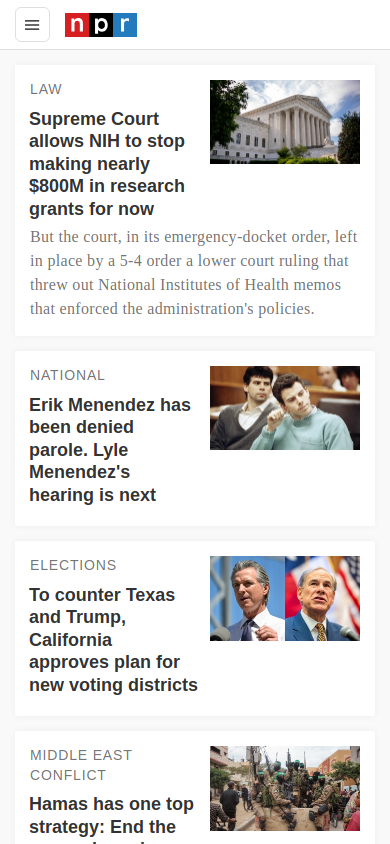 npr
LAW
Supreme Court
allows NIH to stop
making nearly
$800M in research
grants for now
But the court, in its emergency-docket order, left
in place by a 5-4 order a lower court ruling that
threw out National Institutes of Health memos
that enforced the administration's policies.
NATIONAL
Erik Menendez has
been denied
parole. Lyle
Menendez's
hearing is next
ELECTIONS
To counter Texas
and Trump,
California
approves plan for
new voting districts
MIDDLE EAST
CONFLICT
Hamas has one top
strategy: End the